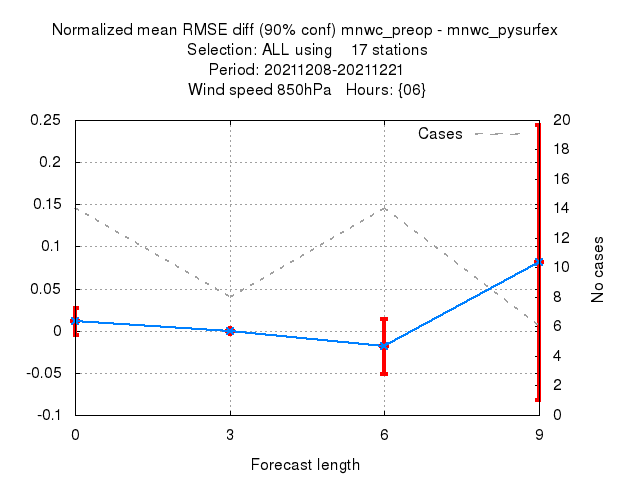 Normalized mean RMSE diff (90% conf) mnwc_preop - mnwc_pysurfex
Selection: ALL using    17 stations
Period: 20211208-20211221
Wind speed 850hPa   Hours: {06}
Cases
0.25
0.2
0.15
0.1
0.05
0
-0.05
-0.1
20
18
16
14
12
10
8
6
4
2
0
No cases
0 3 6 9
Forecast length